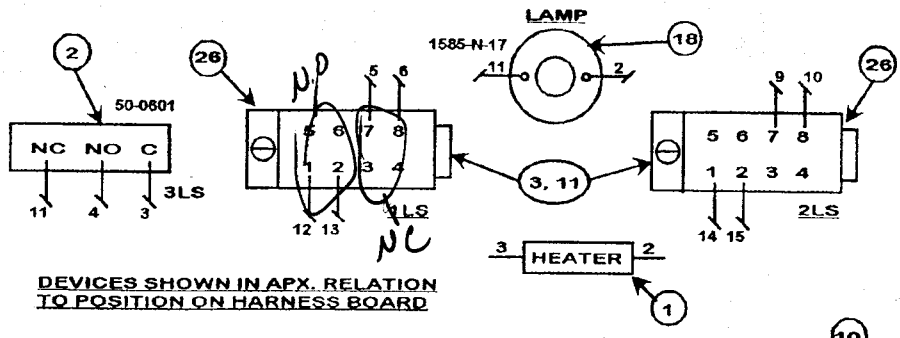 LAMP
1585-N-17
18
11 2
2
26
N.O
5 6
9 10
26
50-0601
NC NO C
5 6 7 8
5 6 7 8
1 2 3 4
1 2 3 4
3, 11
3LS
11 4 3
1LS
12 13
NC
2LS
14 15
3 HEATER 2
1
DEVICES SHOWN IN APX. RELATION
TO POSITION ON HARNESS BOARD